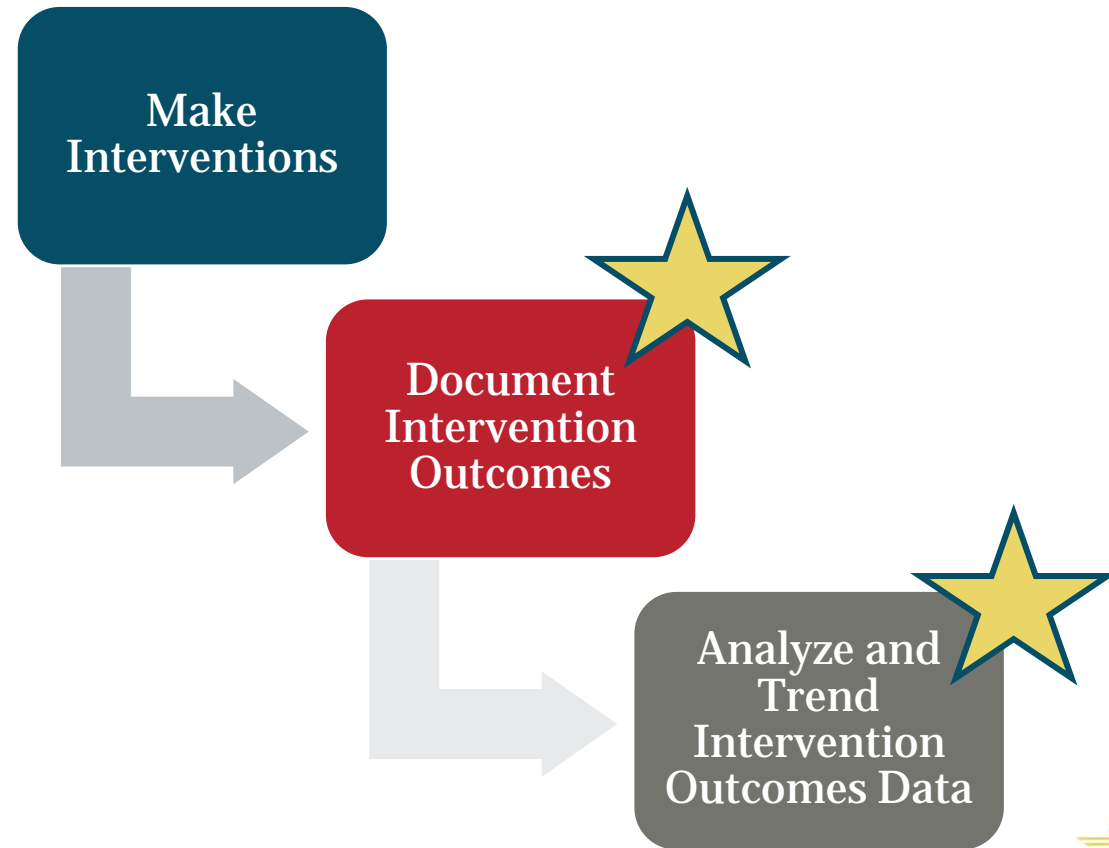 Make
Interventions
Document
Intervention
Outcomes
Analyze and
Trend
Intervention
Outcomes Data